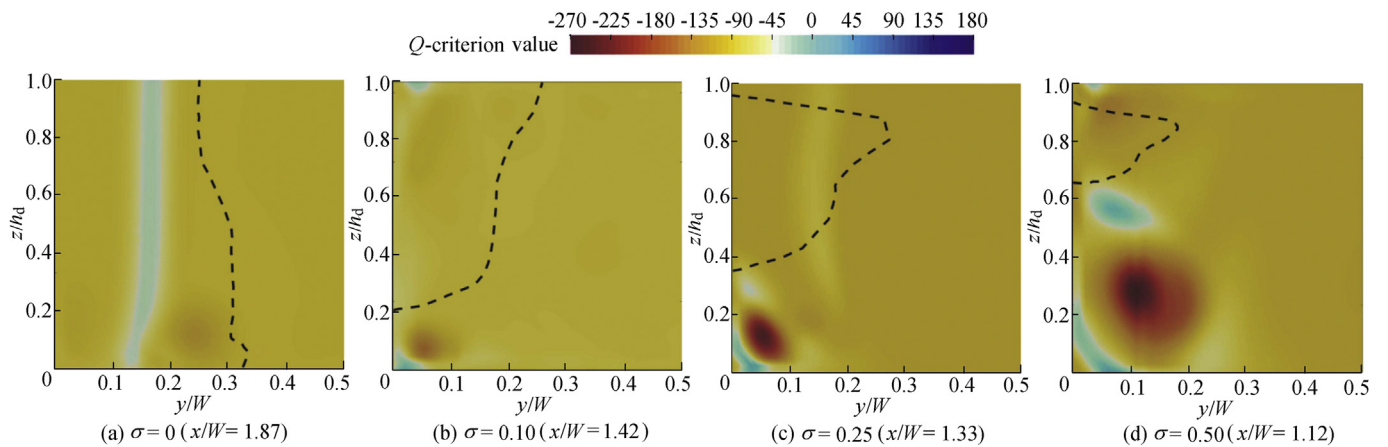 -270 -225 -180 -135 -90 -45 0 45 90 135 180
Q-criterion value
1.0 0.8 0.6 0.4 0.2 0
z/h_d
0.1 0.2 0.3 0.4 0.5
y/W
(a) σ = 0 (x/W = 1.87)
1.0 0.8 0.6 0.4 0.2 0
z/h_d
0.1 0.2 0.3 0.4 0.5
y/W
(b) σ = 0.10 (x/W = 1.42)
1.0 0.8 0.6 0.4 0.2 0
z/h_d
0.1 0.2 0.3 0.4 0.5
y/W
(c) σ = 0.25 (x/W = 1.33)
1.0 0.8 0.6 0.4 0.2 0
z/h_d
0.1 0.2 0.3 0.4 0.5
y/W
(d) σ = 0.50 (x/W = 1.12)